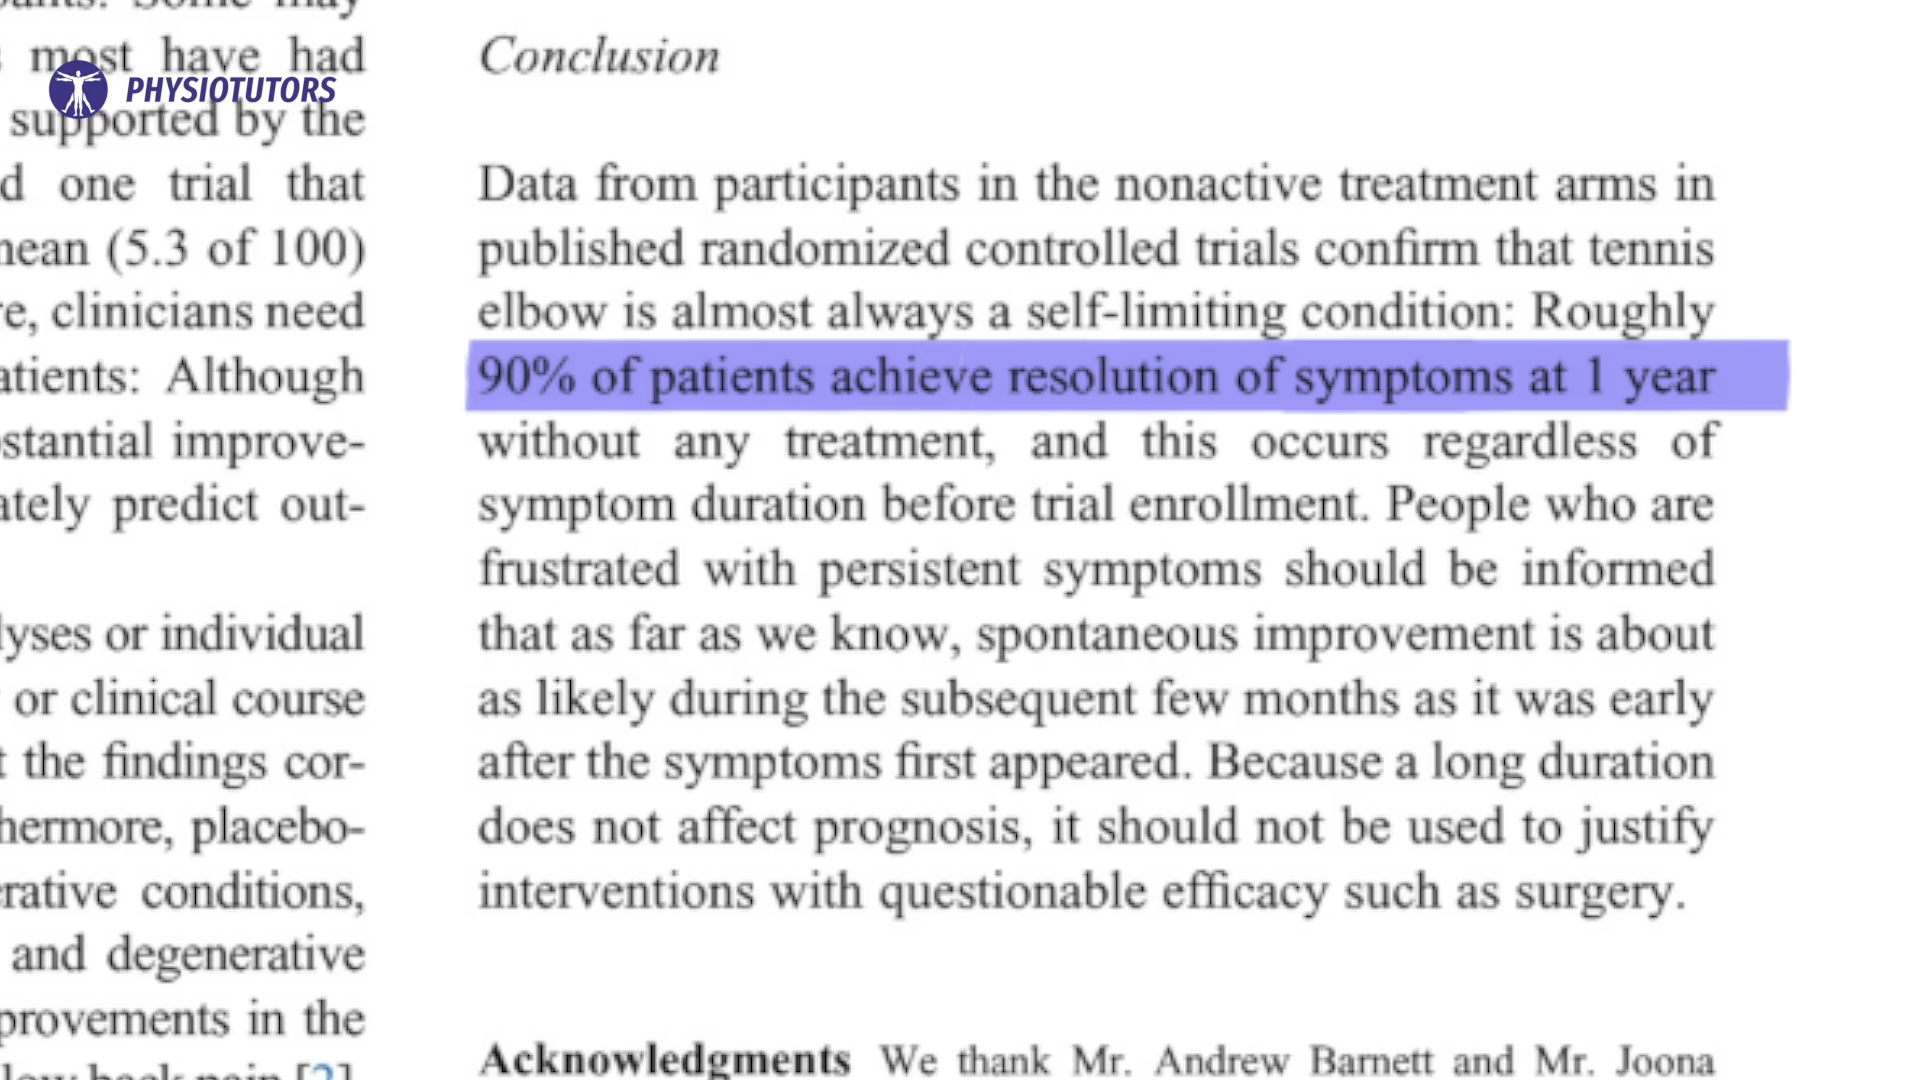 most have had
PHYSIOTUTORS
supported by the
one trial that
(5.3 of 100)
clinicians need
Although
improve-
predict out-
or individual
or clinical course
the findings cor-
placebo-
conditions,
and degenerative
in the
Conclusion
Data from participants in the nonactive treatment arms in
published randomized controlled trials confirm that tennis
elbow is almost always a self-limiting condition: Roughly
90% of patients achieve resolution of symptoms at 1 year
without any treatment, and this occurs regardless of
symptom duration before trial enrollment. People who are
frustrated with persistent symptoms should be informed
that as far as we know, spontaneous improvement is about
as likely during the subsequent few months as it was early
after the symptoms first appeared. Because a long duration
does not affect prognosis, it should not be used to justify
interventions with questionable efficacy such as surgery.
Acknowledgments We thank Mr. Andrew Barnett and Mr. Joona